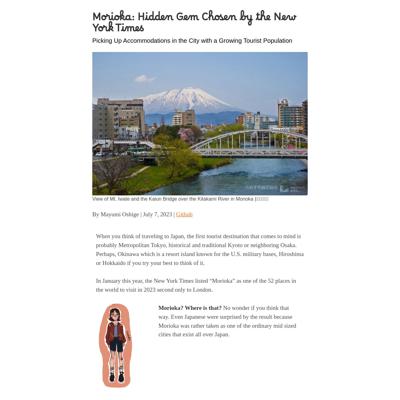 Morioka: Hidden Gem Chosen by the New
York Times
Picking Up Accommodations in the City with a Growing Tourist Population
View of Mt. Iwate and the Kaiun Bridge over the Kitakami River in Morioka |
By Mayumi Oshige | July 7, 2023 | Github
When you think of traveling to Japan, the first tourist destination that comes to mind is
probably Metropolitan Tokyo, historical and traditional Kyoto or neighboring Osaka.
Perhaps, Okinawa which is a resort island known for the U.S. military bases, Hiroshima
or Hokkaido if you try your best to think of it.
In January this year, the New York Times listed "Morioka" as one of the 52 places in
the world to visit in 2023 second only to London.
Morioka? Where is that? No wonder if you think that
way. Even Japanese were surprised by the result because
Morioka was rather taken as one of the ordinary mid sized
cities that exist all over Japan.